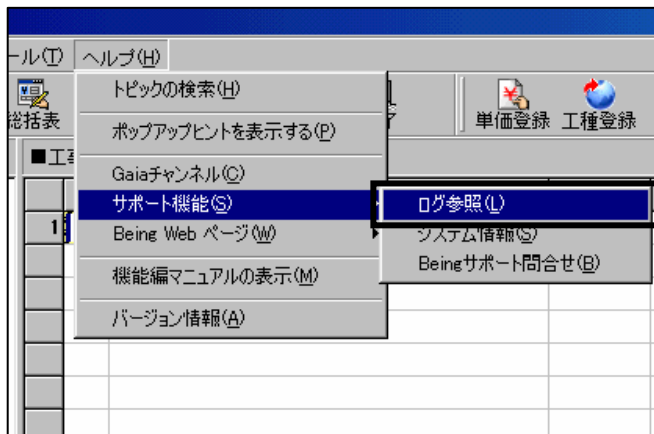 ール(T) ヘルプ(H)
総括表
単価登録 工種登録
トピックの検索(H)
ポップアップヒントを表示する(P)
■工
Gaiaチャンネル(C)
サポート機能(S)
ログ参照(L)
1
Being Web ページ(W)
システム情報(S)
Beingサポート問合せ(B)
機能編マニュアルの表示(M)
バージョン情報(A)